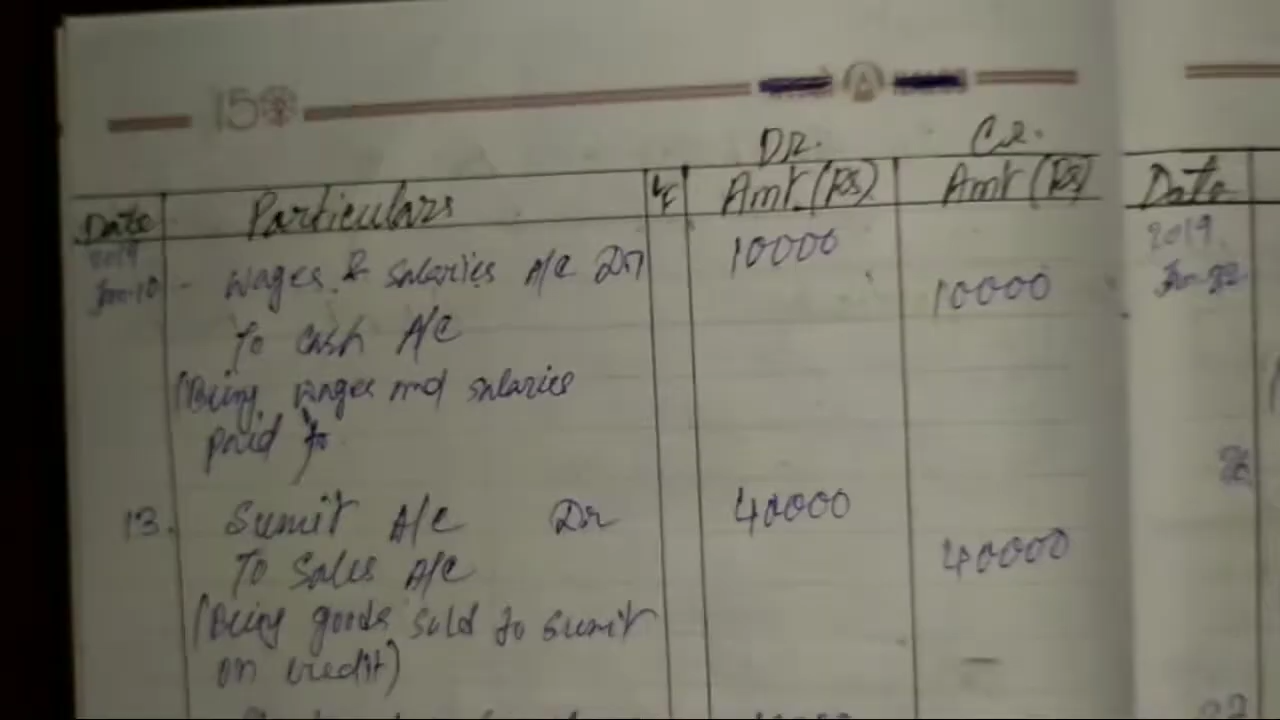 150
Dr. Cr.
Date Particulars L/F Amt (Rs) Amt (Rs) Date
2019 2019
Jan-10 - Wages & Salaries A/c Dr 10000 Jan-22
10000
To Cash A/c
(Being wages and salaries
paid to
13. Sumit A/c Dr 40000
To Sales A/c 40000
(Being goods sold to Sumit
on credit)